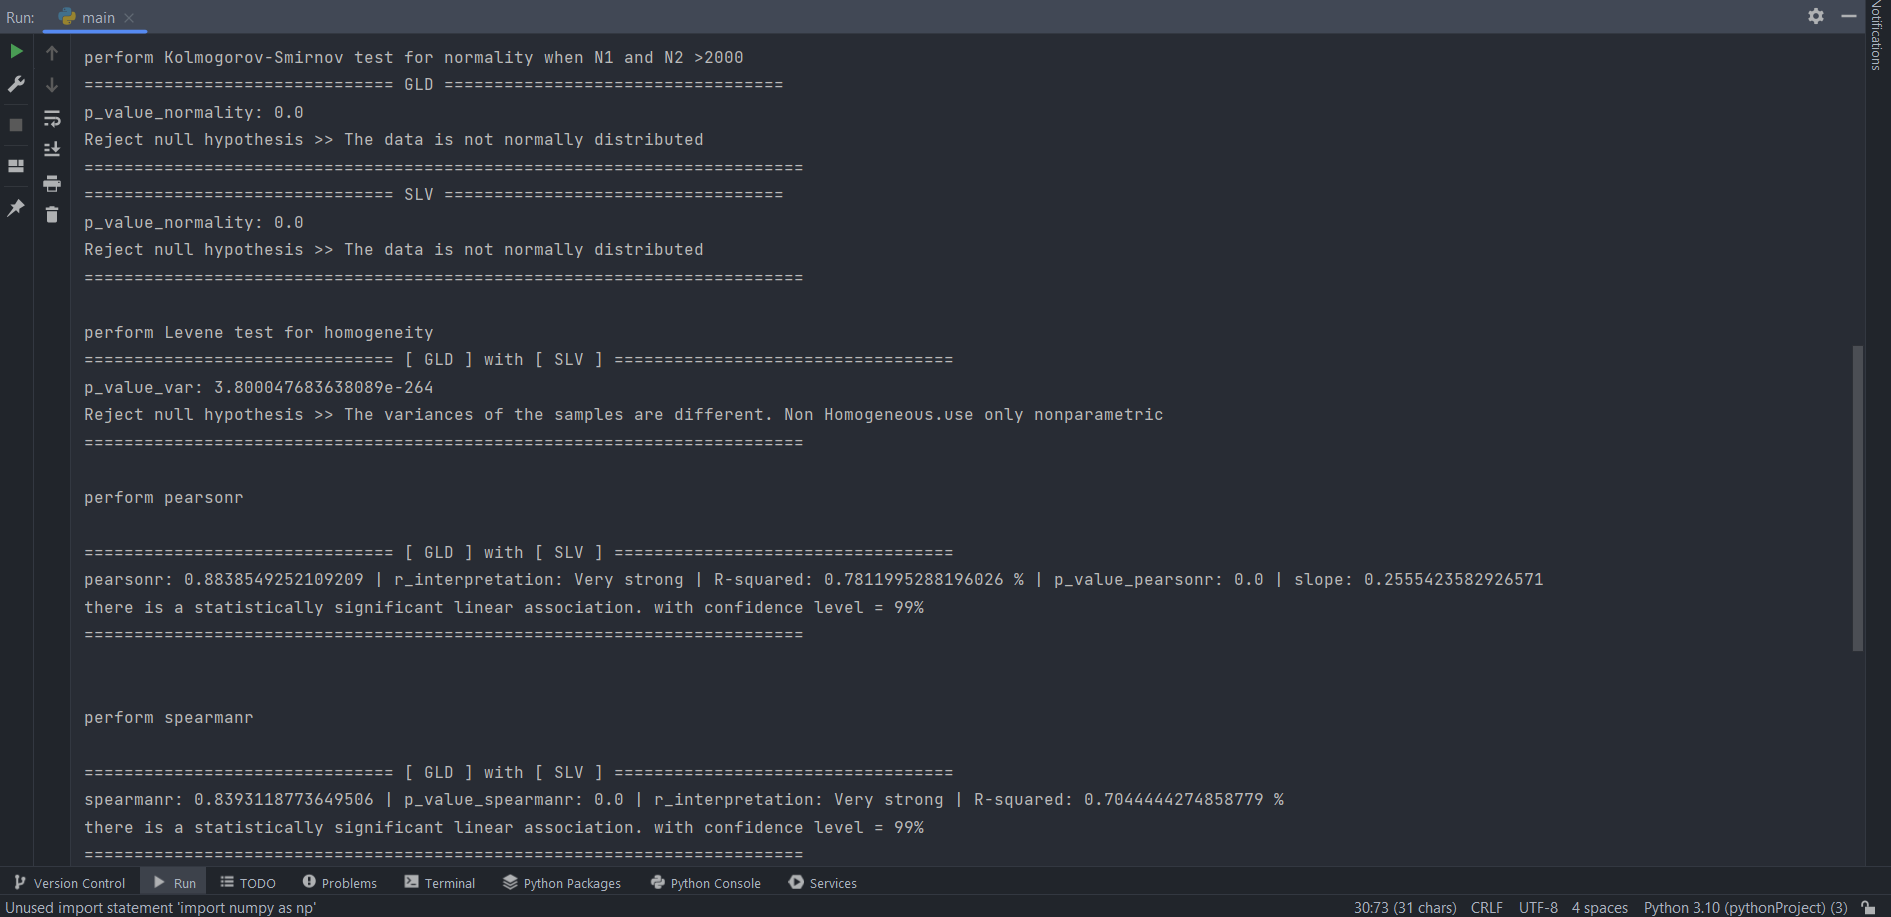 Run: main
Notifications
perform Kolmogorov-Smirnov test for normality when N1 and N2 >2000
=============================== GLD ==================================
p_value_normality: 0.0
Reject null hypothesis >> The data is not normally distributed
========================================================================
=============================== SLV ==================================
p_value_normality: 0.0
Reject null hypothesis >> The data is not normally distributed
========================================================================
perform Levene test for homogeneity
=============================== [ GLD ] with [ SLV ] ==================================
p_value_var: 3.800047683638089e-264
Reject null hypothesis >> The variances of the samples are different. Non Homogeneous.use only nonparametric
========================================================================
perform pearsonr
=============================== [ GLD ] with [ SLV ] ==================================
pearsonr: 0.8838549252109209 | r_interpretation: Very strong | R-squared: 0.7811995288196026 % | p_value_pearsonr: 0.0 | slope: 0.2555423582926571
there is a statistically significant linear association. with confidence level = 99%
========================================================================
perform spearmanr
=============================== [ GLD ] with [ SLV ] ==================================
spearmanr: 0.8393118773649506 | p_value_spearmanr: 0.0 | r_interpretation: Very strong | R-squared: 0.7044444274858779 %
there is a statistically significant linear association. with confidence level = 99%
========================================================================
Version Control Run TODO Problems Terminal Python Packages Python Console Services
Unused import statement 'import numpy as np' 30:73 (31 chars) CRLF UTF-8 4 spaces Python 3.10 (pythonProject) (3)